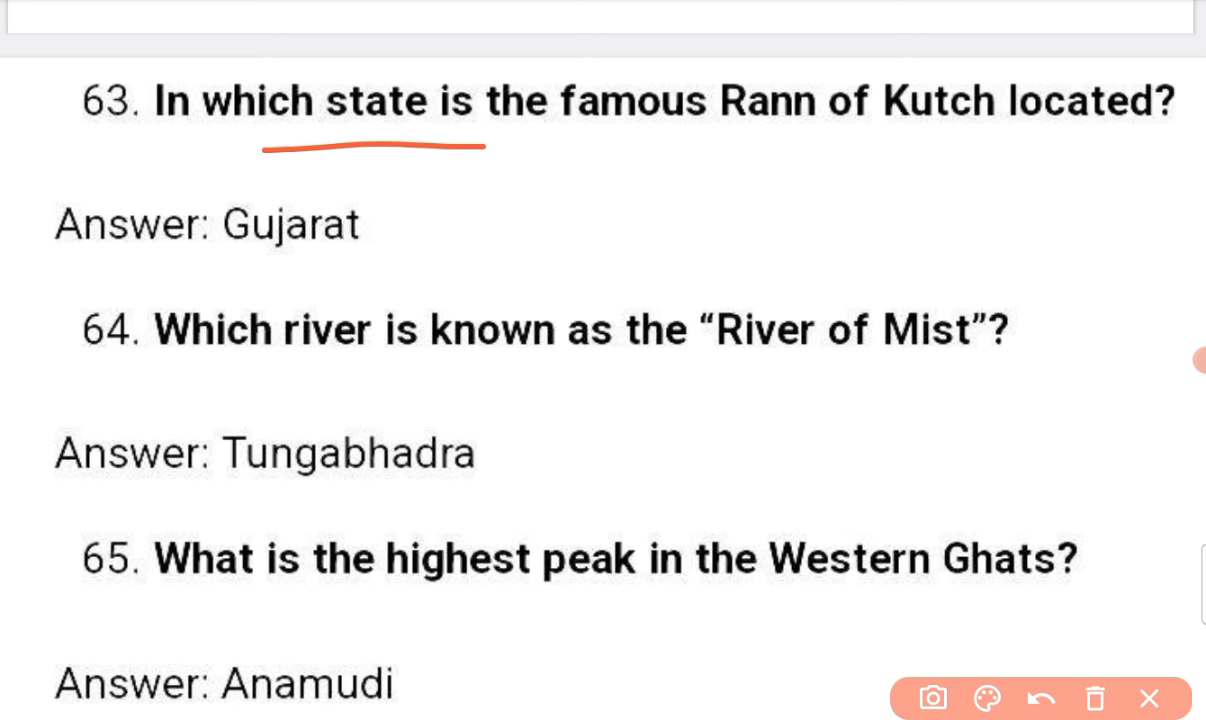 63. In which state is the famous Rann of Kutch located?
Answer: Gujarat
64. Which river is known as the “River of Mist”?
Answer: Tungabhadra
65. What is the highest peak in the Western Ghats?
Answer: Anamudi